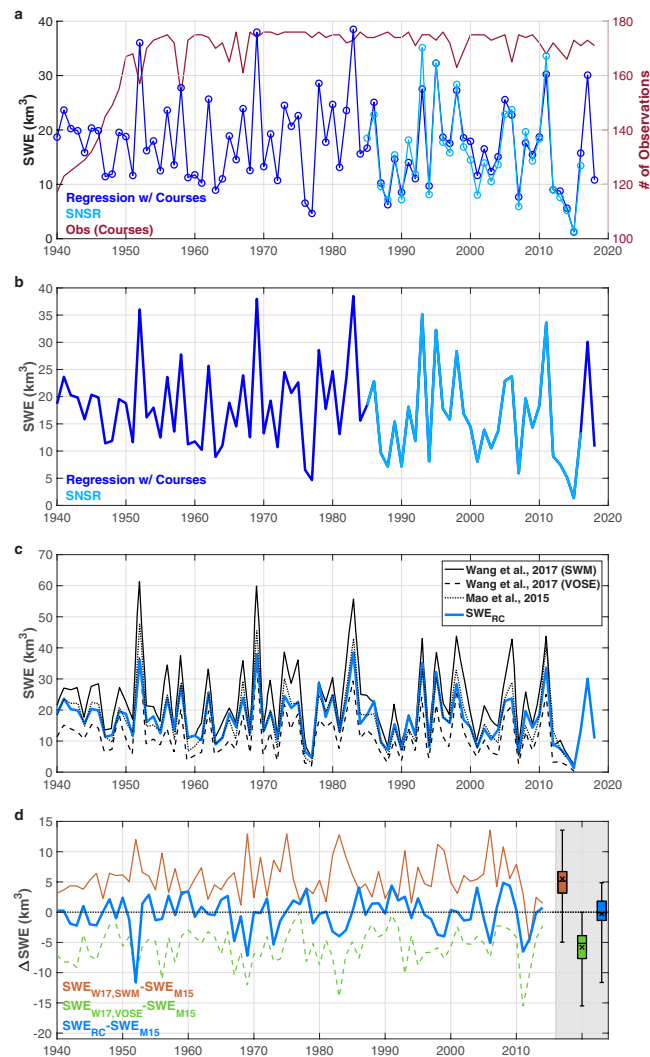 a
40
30
20
10
0
SWE (km³)
180
160
140
120
100
# of Observations
Regression w/ Courses
SNSR
Obs (Courses)
1940 1950 1960 1970 1980 1990 2000 2010 2020
b
40
35
30
25
20
15
10
5
0
SWE (km³)
Regression w/ Courses
SNSR
1940 1950 1960 1970 1980 1990 2000 2010 2020
c
70
60
50
40
30
20
10
0
SWE (km³)
Wang et al., 2017 (SWM)
Wang et al., 2017 (VOSE)
Mao et al., 2015
SWE_RC
1940 1950 1960 1970 1980 1990 2000 2010 2020
d
15
10
5
0
-5
-10
-15
-20
Δ SWE (km³)
SWE_W17,SWM-SWE_M15
SWE_W17,VOSE-SWE_M15
SWE_RC-SWE_M15
1940 1950 1960 1970 1980 1990 2000 2010 2020